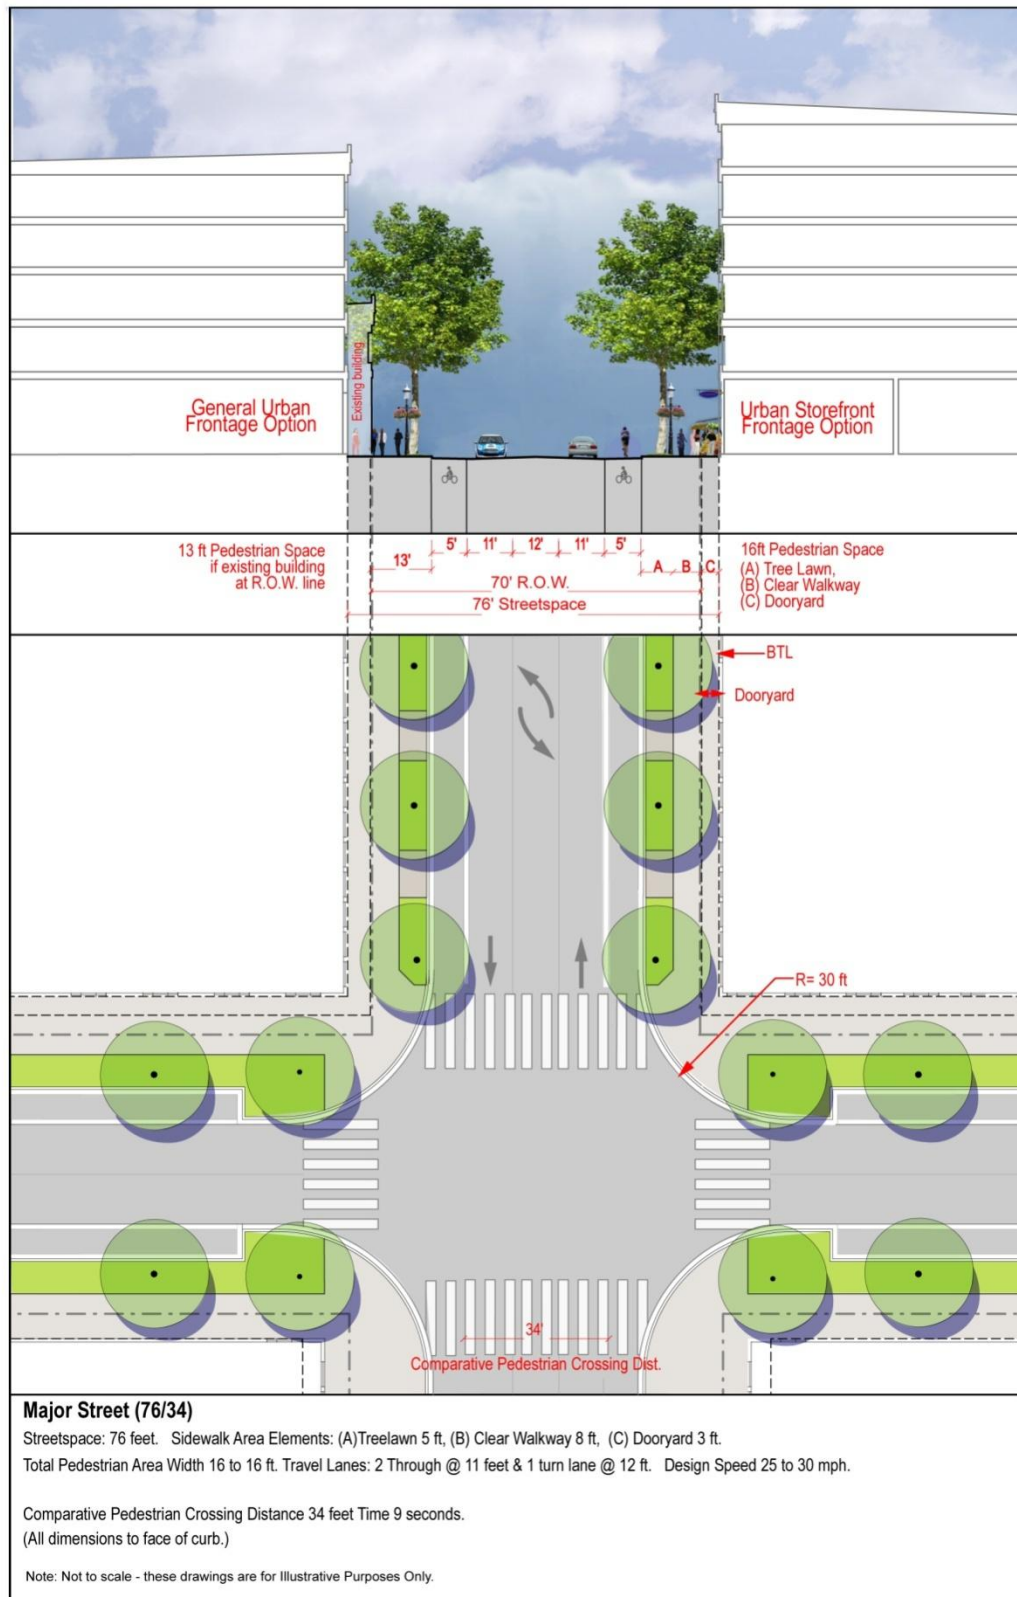 General Urban
Frontage Option
Existing building
Urban Storefront
Frontage Option
13 ft Pedestrian Space
if existing building
at R.O.W. line
13'
5'
11'
12'
11'
5'
A
B
C
70' R.O.W.
76' Streetspace
16ft Pedestrian Space
(A) Tree Lawn,
(B) Clear Walkway
(C) Dooryard
BTL
Dooryard
R= 30 ft
34'
Comparative Pedestrian Crossing Dist.
Major Street (76/34)
Streetspace: 76 feet. Sidewalk Area Elements: (A)Treelawn 5 ft, (B) Clear Walkway 8 ft, (C) Dooryard 3 ft.
Total Pedestrian Area Width 16 to 16 ft. Travel Lanes: 2 Through @ 11 feet & 1 turn lane @ 12 ft. Design Speed 25 to 30 mph.
Comparative Pedestrian Crossing Distance 34 feet Time 9 seconds.
(All dimensions to face of curb.)
Note: Not to scale - these drawings are for Illustrative Purposes Only.